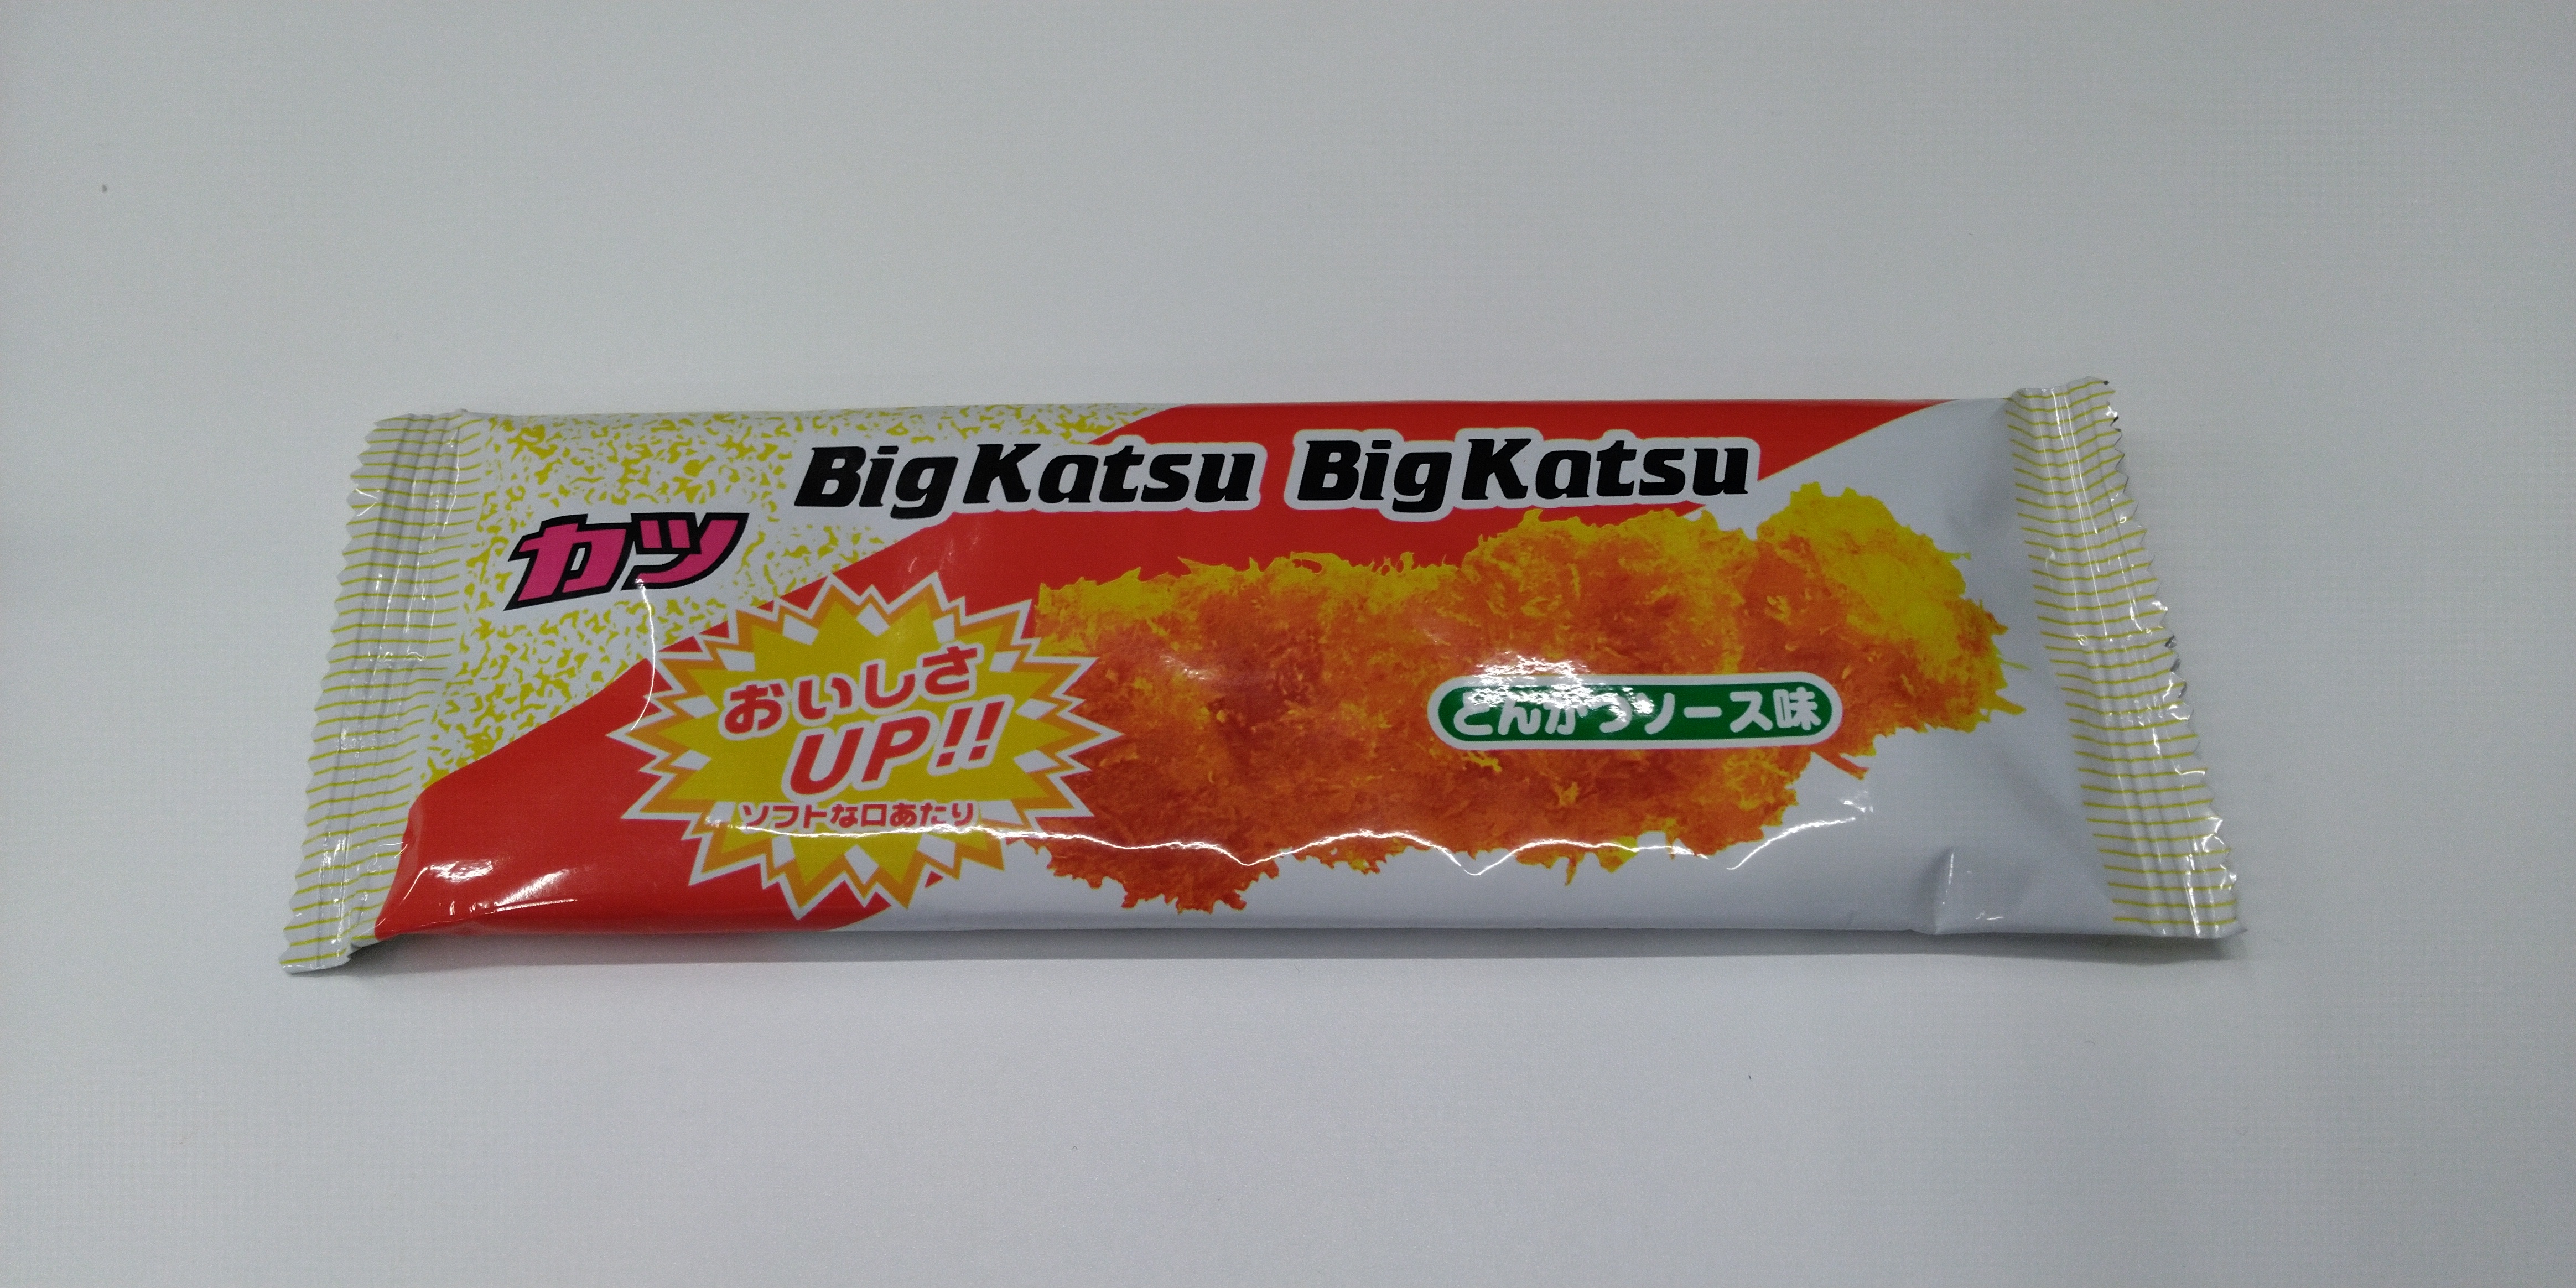 BigKatsu BigKatsu
カツ
おいしさ
UP!!
ソフトな口あたり
とんかつソース味